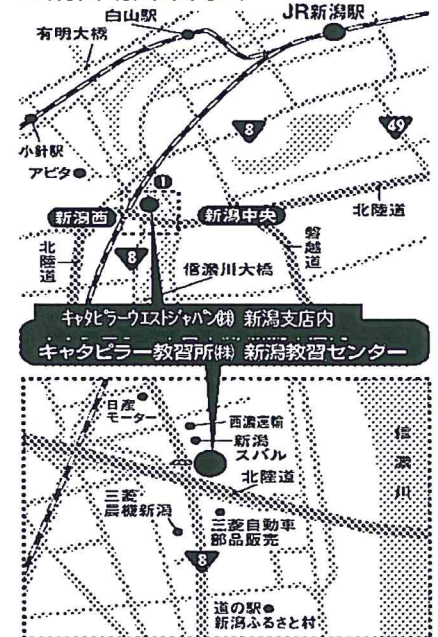 白山駅
JR新潟駅
有明大橋
小針駅
アピタ
8
49
①
新潟西
新潟中央
北陸道
北陸道
磐越道
8
信濃川大橋
キャタピラーウエストジャパン㈱ 新潟支店内
キャタピラー教習所㈱ 新潟教習センター
日産
モーター
西濃運輸
新潟
スバル
信濃川
北陸道
三菱
農機新潟
三菱自動車
部品販売
8
道の駅
新潟ふるさと村